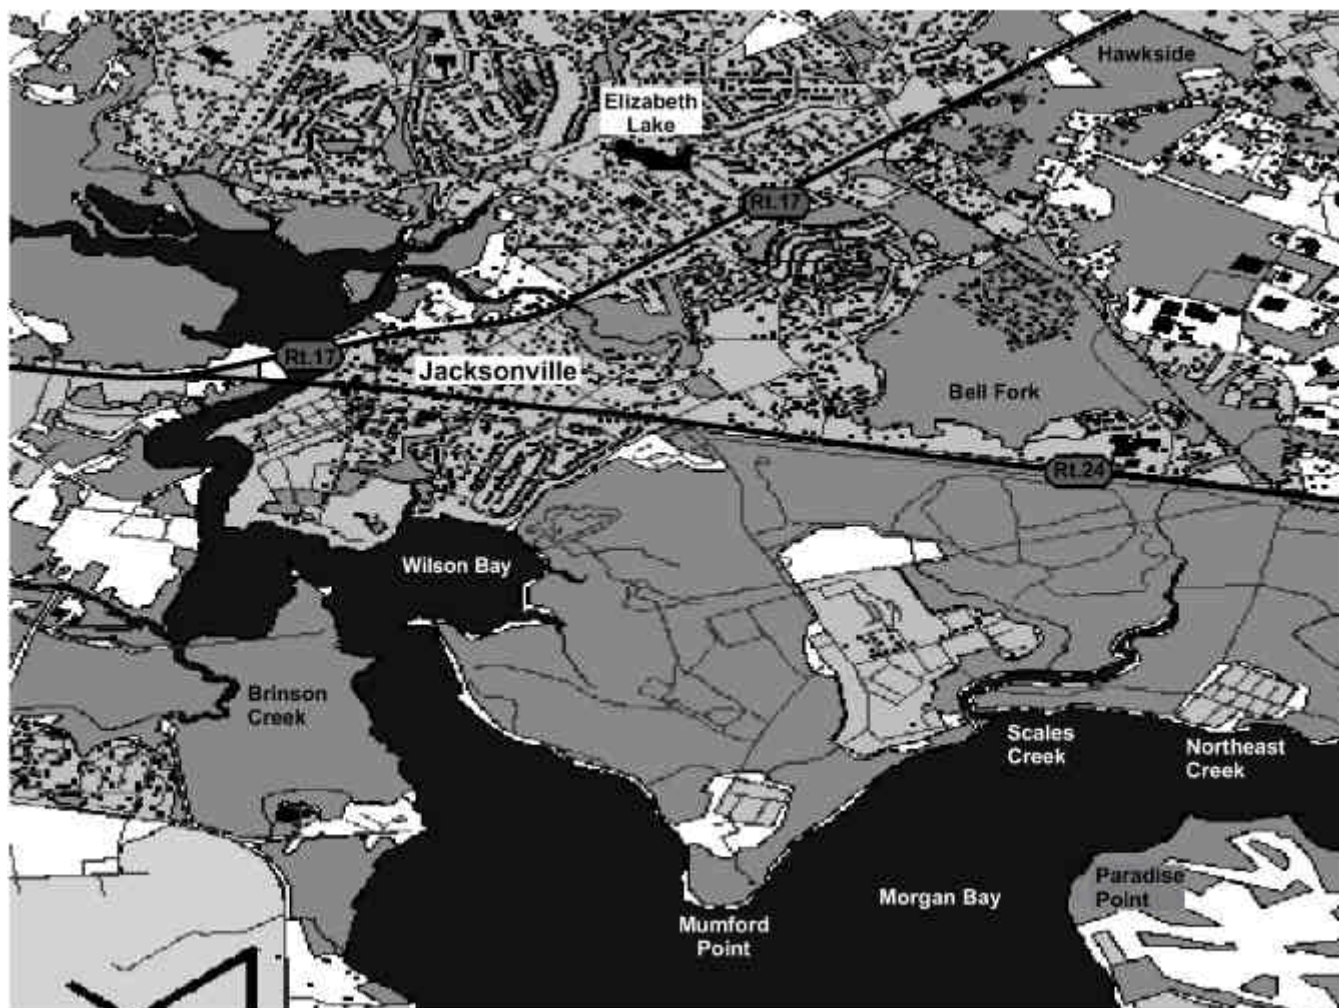 Hawkside
Elizabeth
Lake
Rt.17
Rt.17
Jacksonville
Bell Fork
Rt.24
Wilson Bay
Brinson
Creek
Scales
Creek
Northeast
Creek
Paradise
Point
Morgan Bay
Mumford
Point